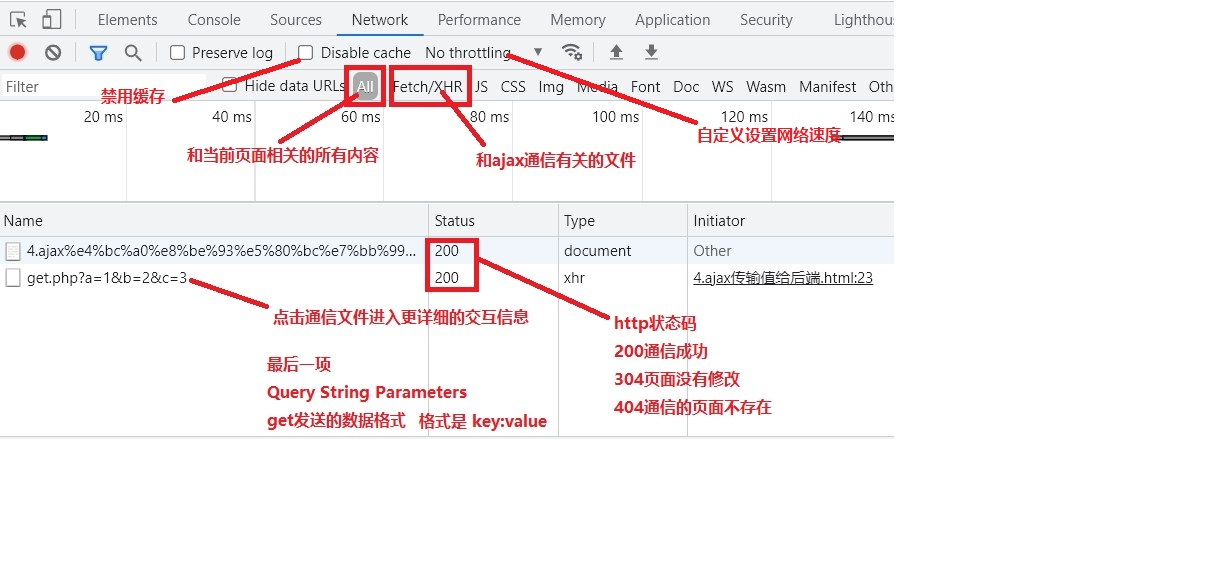 Elements Console Sources Network Performance Memory Application Security Lighthou
Preserve log Disable cache No throttling
Filter Hide data URLs All Fetch/XHR JS CSS Img Media Font Doc WS Wasm Manifest Oth
禁用缓存
20 ms 40 ms 60 ms 80 ms 100 ms 120 ms 140 ms
自定义设置网络速度
和当前页面相关的所有内容
和ajax通信有关的文件
Name Status Type Initiator
4.ajax%e4%bc%a0%e8%be%93%e5%80%bc%e7%bb%99... 200 document Other
get.php?a=1&b=2&c=3 200 xhr 4.ajax传输值给后端.html:23
点击通信文件进入更详细的交互信息
http状态码
200通信成功
304页面没有修改
404通信的页面不存在
最后一项
Query String Parameters
get发送的数据格式 格式是 key:value